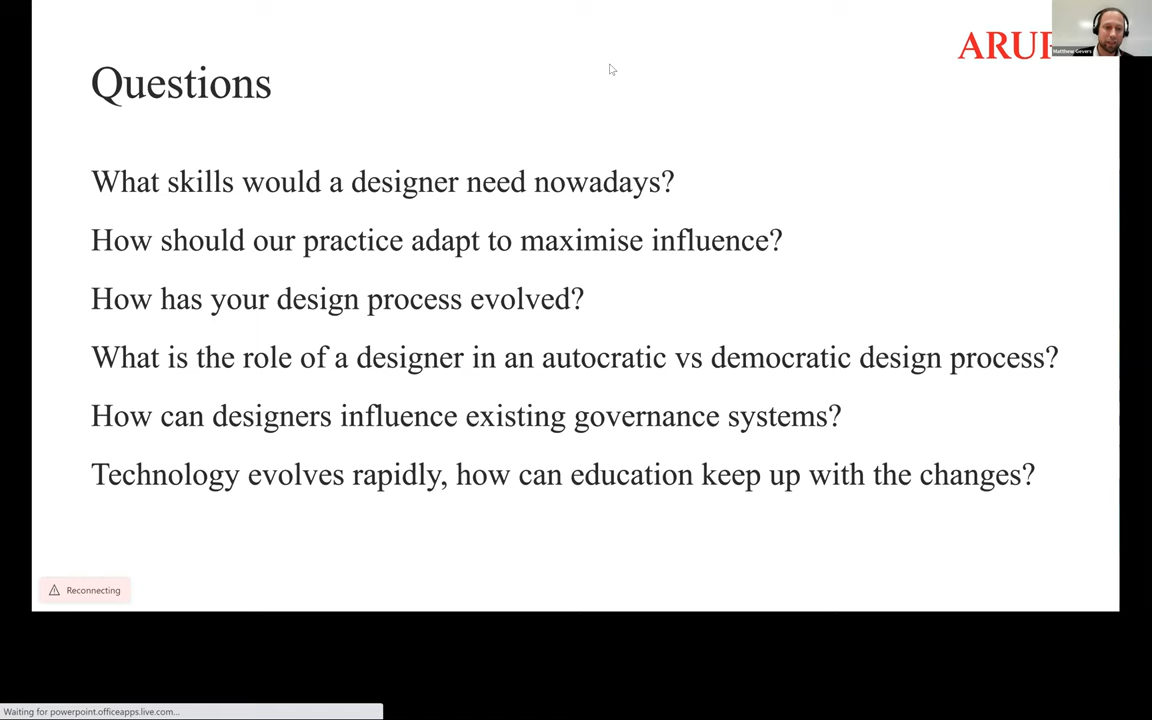 ARUP
Matthew Gevers
Questions
What skills would a designer need nowadays?
How should our practice adapt to maximise influence?
How has your design process evolved?
What is the role of a designer in an autocratic vs democratic design process?
How can designers influence existing governance systems?
Technology evolves rapidly, how can education keep up with the changes?
Reconnecting
Waiting for powerpoint.officeapps.live.com...